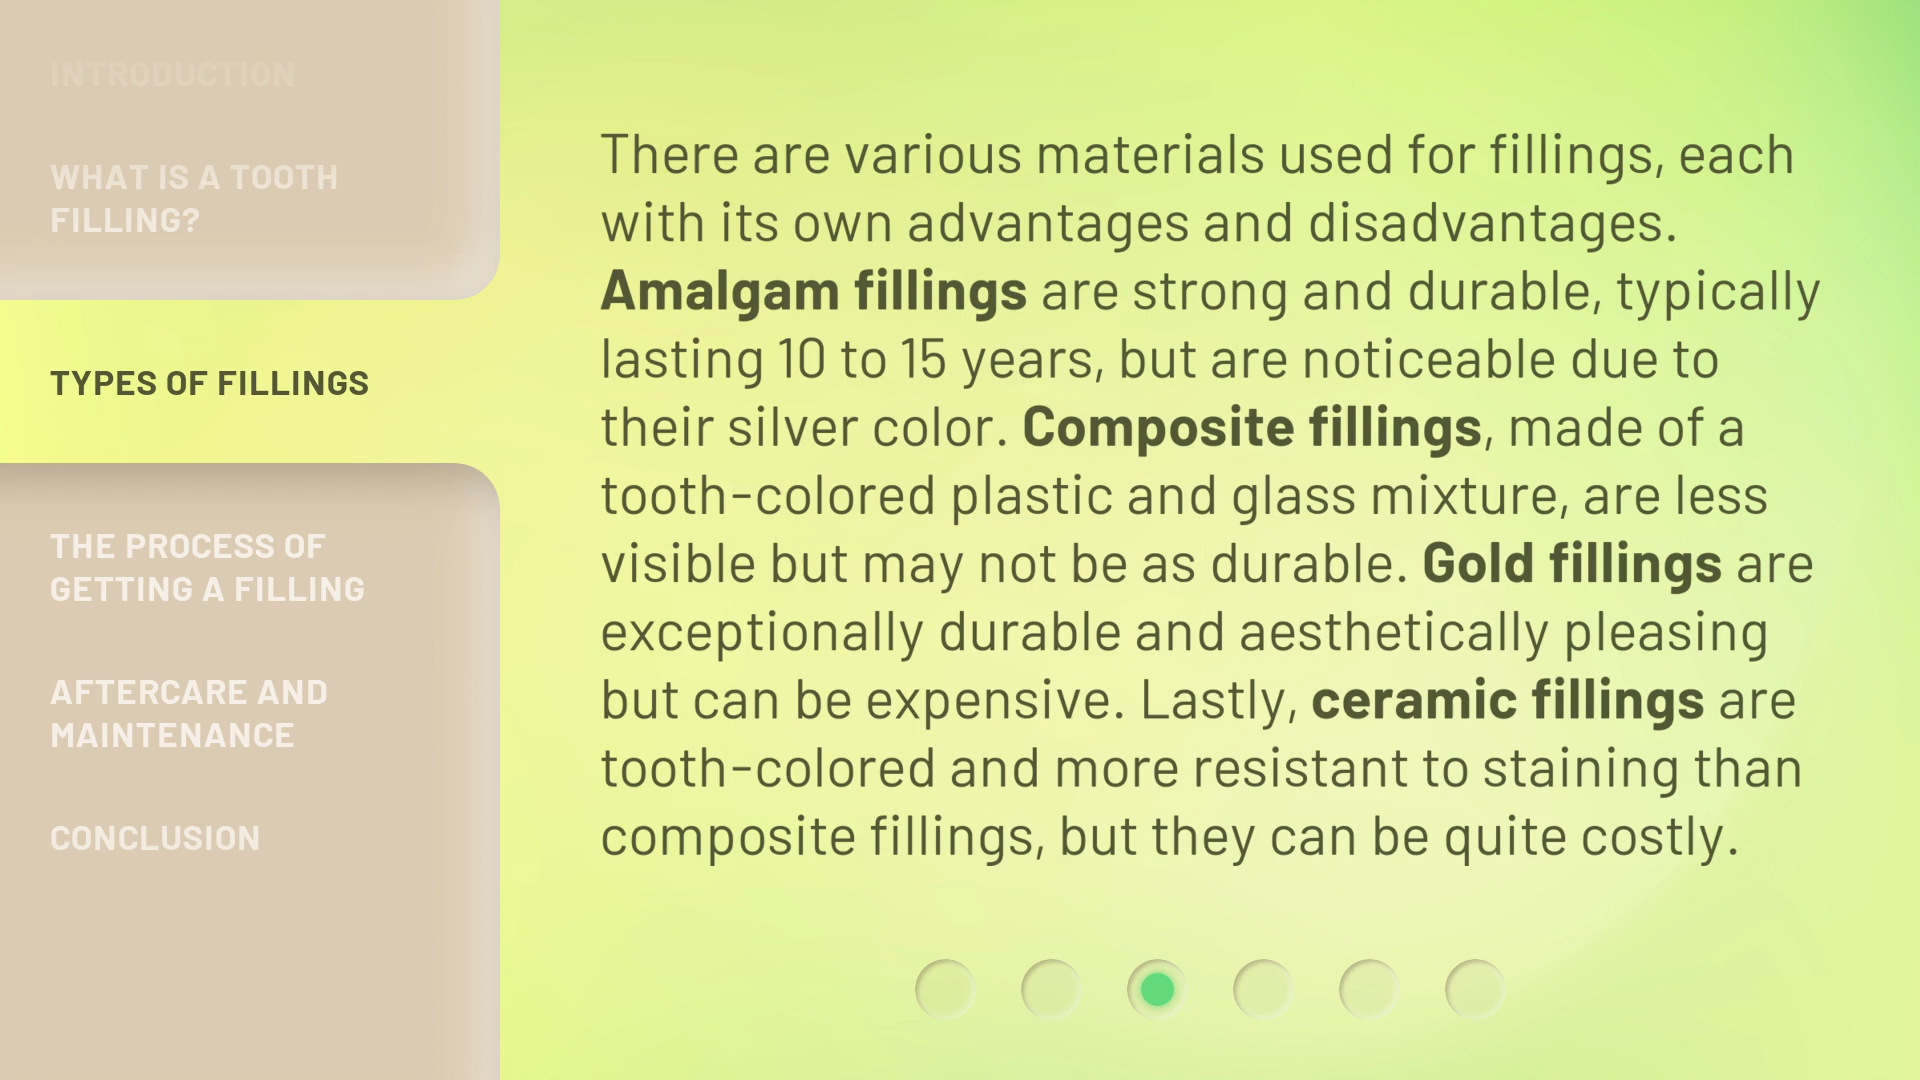 INTRODUCTION
WHAT IS A TOOTH
FILLING?
TYPES OF FILLINGS
THE PROCESS OF
GETTING A FILLING
AFTERCARE AND
MAINTENANCE
CONCLUSION
There are various materials used for fillings, each
with its own advantages and disadvantages.
Amalgam fillings are strong and durable, typically
lasting 10 to 15 years, but are noticeable due to
their silver color. Composite fillings, made of a
tooth-colored plastic and glass mixture, are less
visible but may not be as durable. Gold fillings are
exceptionally durable and aesthetically pleasing
but can be expensive. Lastly, ceramic fillings are
tooth-colored and more resistant to staining than
composite fillings, but they can be quite costly.